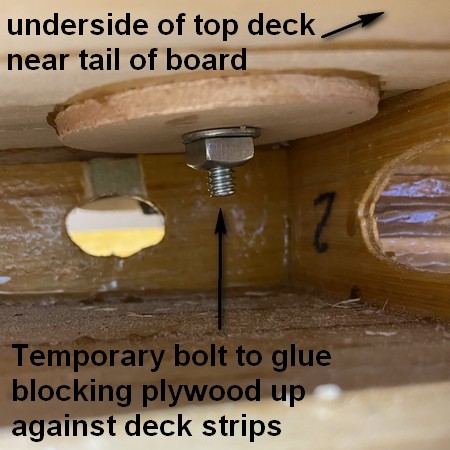 underside of top deck
near tail of board
2
Temporary bolt to glue
blocking plywood up
against deck strips